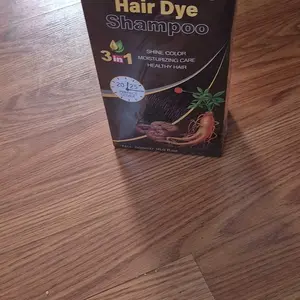 Hair Dye
Shampoo
3 in 1
SHINE COLOR
MOISTURIZING CARE
HEALTHY HAIR